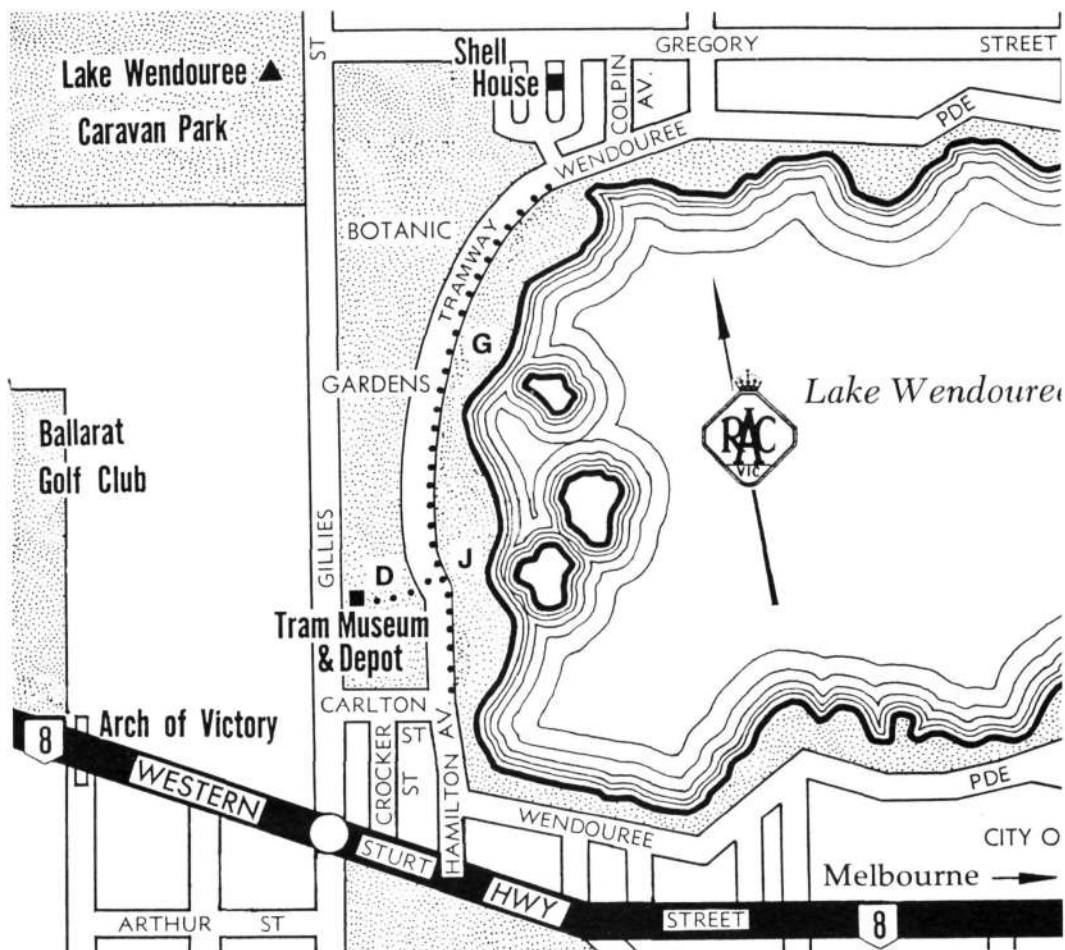 GREGORY STREET
Shell
House
COLPIN
AV.
ST
Lake Wendouree
Caravan Park
PDE
WENDOUREE
BOTANIC
TRAMWAY
G
GARDENS
Lake Wendouree
RAC
VIC
Ballarat
Golf Club
GILLIES
J
D
Tram Museum
& Depot
CARLTON
ST
Arch of Victory
8
WESTERN
CROCKER
ST
HAMILTON AV.
STURT
HWY
WENDOUREE
PDE
CITY O
Melbourne
STREET
8
ARTHUR ST